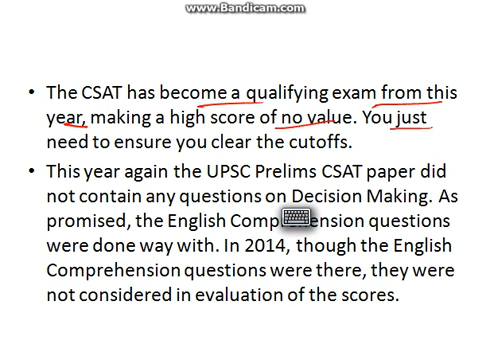 www.Bandicam.com
• The CSAT has become a qualifying exam from this
year, making a high score of no value. You just
need to ensure you clear the cutoffs.
• This year again the UPSC Prelims CSAT paper did
not contain any questions on Decision Making. As
promised, the English Comprehension questions
were done way with. In 2014, though the English
Comprehension questions were there, they were
not considered in evaluation of the scores.